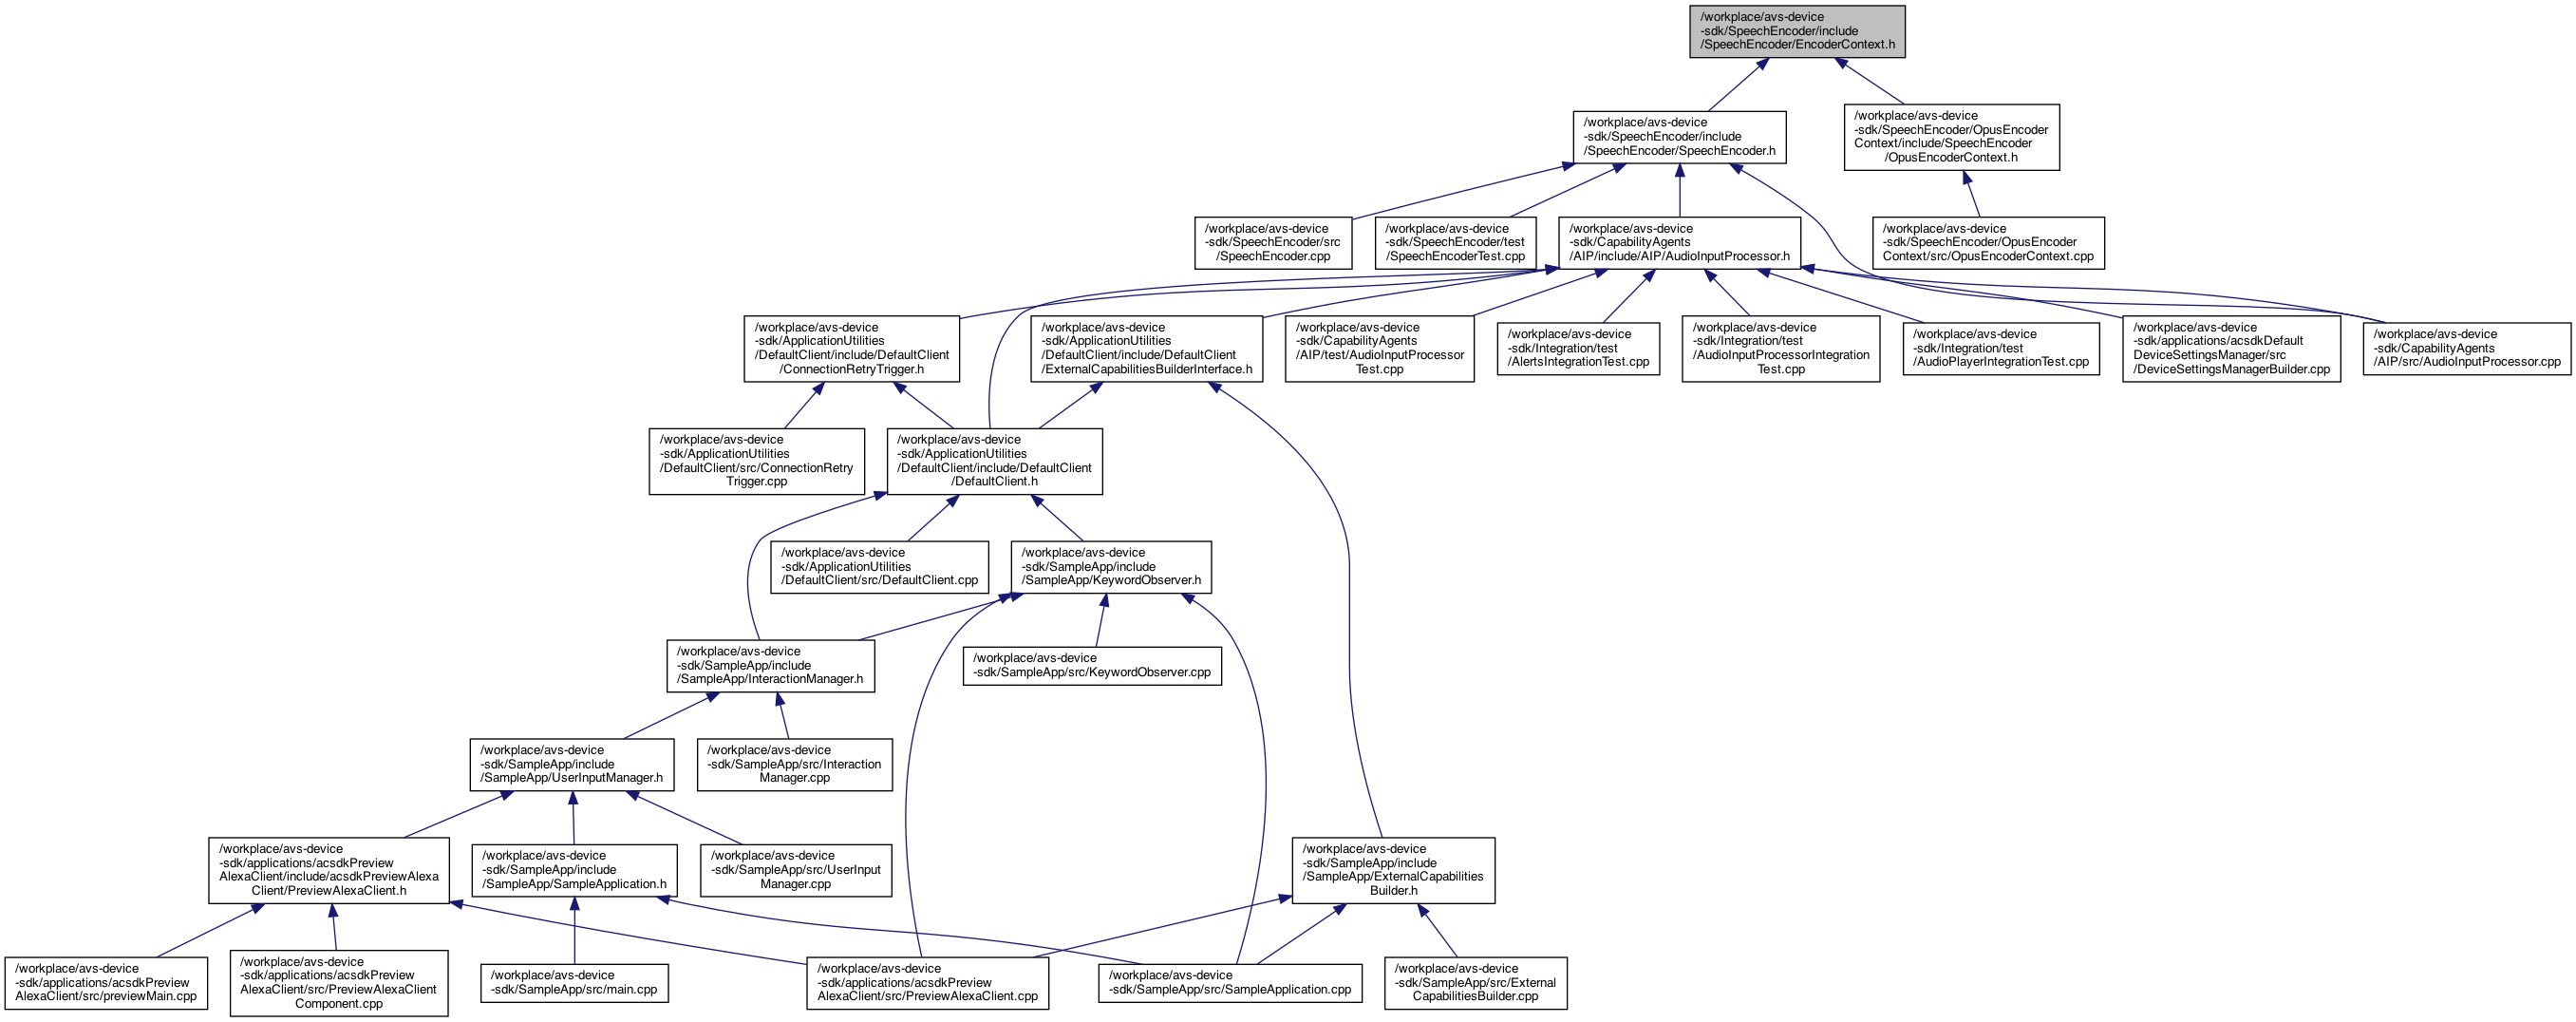 /workplace/avs-device
-sdk/SpeechEncoder/include
/SpeechEncoder/EncoderContext.h
/workplace/avs-device
-sdk/SpeechEncoder/include
/SpeechEncoder/SpeechEncoder.h
/workplace/avs-device
-sdk/SpeechEncoder/OpusEncoder
Context/include/SpeechEncoder
/OpusEncoderContext.h
/workplace/avs-device
-sdk/SpeechEncoder/src
/SpeechEncoder.cpp
/workplace/avs-device
-sdk/SpeechEncoder/test
/SpeechEncoderTest.cpp
/workplace/avs-device
-sdk/CapabilityAgents
/AIP/include/AIP/AudioInputProcessor.h
/workplace/avs-device
-sdk/SpeechEncoder/OpusEncoder
Context/src/OpusEncoderContext.cpp
/workplace/avs-device
-sdk/ApplicationUtilities
/DefaultClient/include/DefaultClient
/ConnectionRetryTrigger.h
/workplace/avs-device
-sdk/ApplicationUtilities
/DefaultClient/include/DefaultClient
/ExternalCapabilitiesBuilderInterface.h
/workplace/avs-device
-sdk/CapabilityAgents
/AIP/test/AudioInputProcessor
Test.cpp
/workplace/avs-device
-sdk/Integration/test
/AlertsIntegrationTest.cpp
/workplace/avs-device
-sdk/Integration/test
/AudioInputProcessorIntegration
Test.cpp
/workplace/avs-device
-sdk/Integration/test
/AudioPlayerIntegrationTest.cpp
/workplace/avs-device
-sdk/applications/acsdkDefault
DeviceSettingsManager/src
/DeviceSettingsManagerBuilder.cpp
/workplace/avs-device
-sdk/CapabilityAgents
/AIP/src/AudioInputProcessor.cpp
/workplace/avs-device
-sdk/ApplicationUtilities
/DefaultClient/src/ConnectionRetry
Trigger.cpp
/workplace/avs-device
-sdk/ApplicationUtilities
/DefaultClient/include/DefaultClient
/DefaultClient.h
/workplace/avs-device
-sdk/ApplicationUtilities
/DefaultClient/src/DefaultClient.cpp
/workplace/avs-device
-sdk/SampleApp/include
/SampleApp/KeywordObserver.h
/workplace/avs-device
-sdk/SampleApp/include
/SampleApp/InteractionManager.h
/workplace/avs-device
-sdk/SampleApp/src/KeywordObserver.cpp
/workplace/avs-device
-sdk/SampleApp/include
/SampleApp/UserInputManager.h
/workplace/avs-device
-sdk/SampleApp/src/Interaction
Manager.cpp
/workplace/avs-device
-sdk/applications/acsdkPreview
AlexaClient/include/acsdkPreviewAlexa
Client/PreviewAlexaClient.h
/workplace/avs-device
-sdk/SampleApp/include
/SampleApp/SampleApplication.h
/workplace/avs-device
-sdk/SampleApp/src/UserInput
Manager.cpp
/workplace/avs-device
-sdk/SampleApp/include
/SampleApp/ExternalCapabilities
Builder.h
/workplace/avs-device
-sdk/applications/acsdkPreview
AlexaClient/src/previewMain.cpp
/workplace/avs-device
-sdk/applications/acsdkPreview
AlexaClient/src/PreviewAlexaClient
Component.cpp
/workplace/avs-device
-sdk/SampleApp/src/main.cpp
/workplace/avs-device
-sdk/applications/acsdkPreview
AlexaClient/src/PreviewAlexaClient.cpp
/workplace/avs-device
-sdk/SampleApp/src/SampleApplication.cpp
/workplace/avs-device
-sdk/SampleApp/src/External
CapabilitiesBuilder.cpp